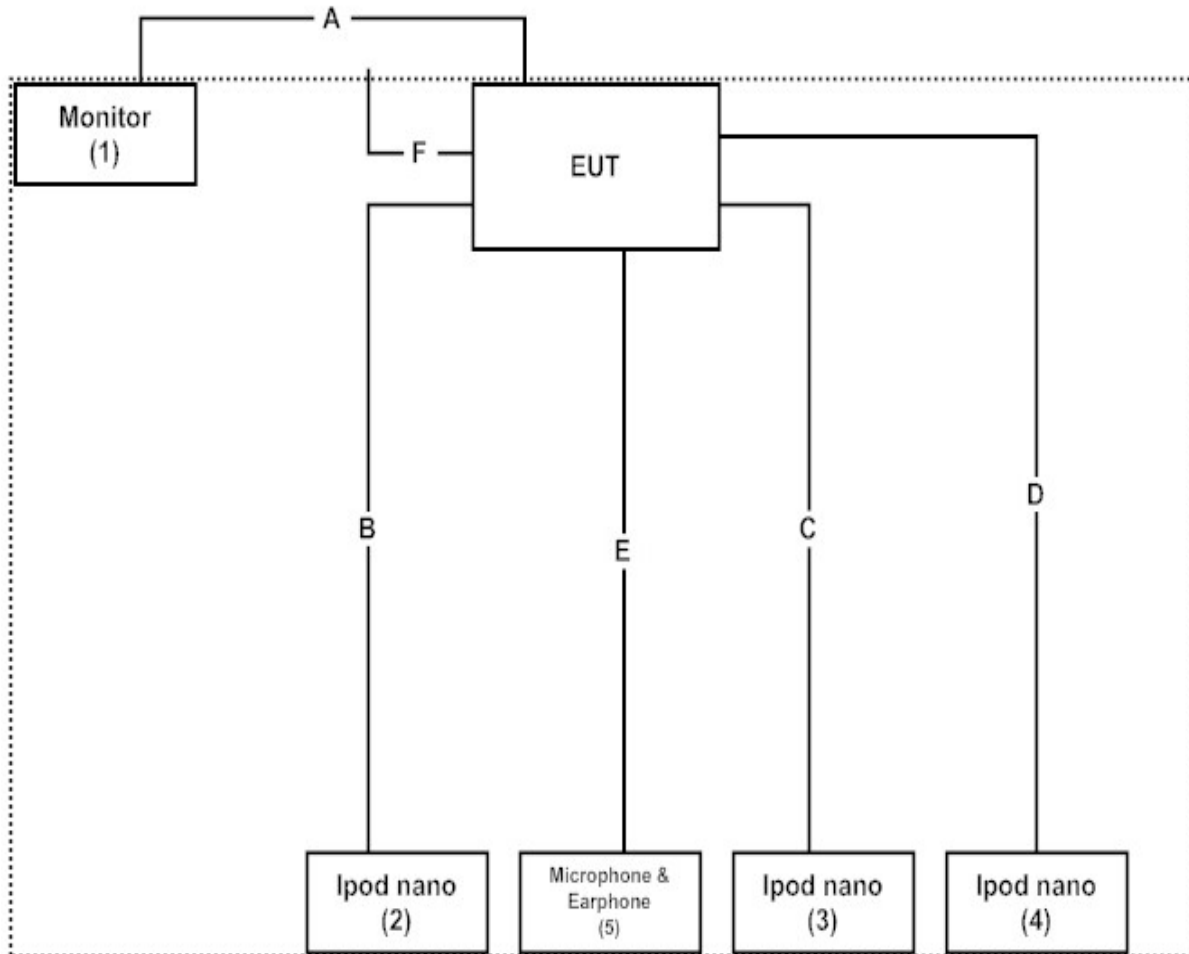 A
Monitor
(1)
F
EUT
B
E
C
D
Ipod nano
(2)
Microphone &
Earphone
(5)
Ipod nano
(3)
Ipod nano
(4)